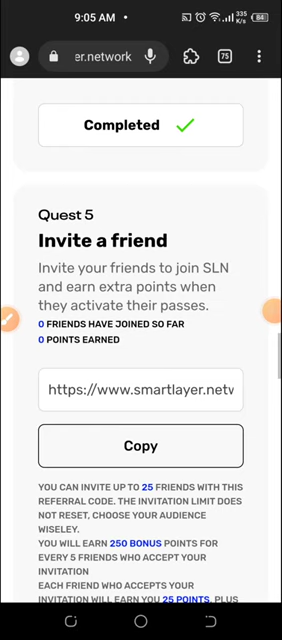 9:05 AM
335
K/s
84
er.network
75
Completed
Quest 5
Invite a friend
Invite your friends to join SLN
and earn extra points when
they activate their passes.
0 FRIENDS HAVE JOINED SO FAR
0 POINTS EARNED
https://www.smartlayer.netw
Copy
YOU CAN INVITE UP TO 25 FRIENDS WITH THIS
REFERRAL CODE. THE INVITATION LIMIT DOES
NOT RESET, CHOOSE YOUR AUDIENCE
WISELEY.
YOU WILL EARN 250 BONUS POINTS FOR
EVERY 5 FRIENDS WHO ACCEPT YOUR
INVITATION
EACH FRIEND WHO ACCEPTS YOUR
INVITATION WILL EARN YOU 25 POINTS, PLUS